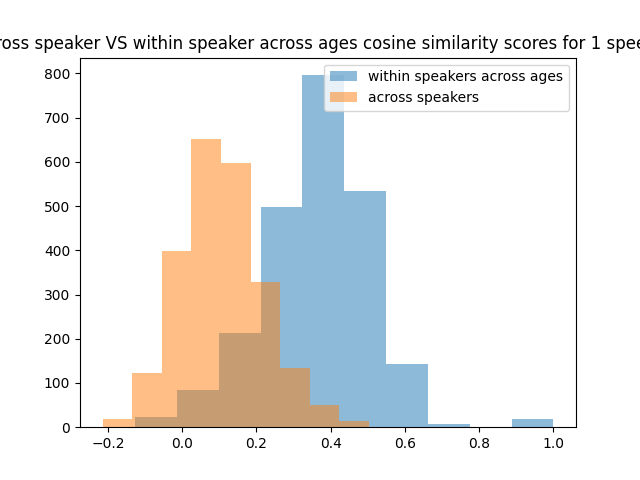 ross speaker VS within speaker across ages cosine similarity scores for 1 spee
within speakers across ages
across speakers
800
700
600
500
400
300
200
100
0
−0.2 0.0 0.2 0.4 0.6 0.8 1.0